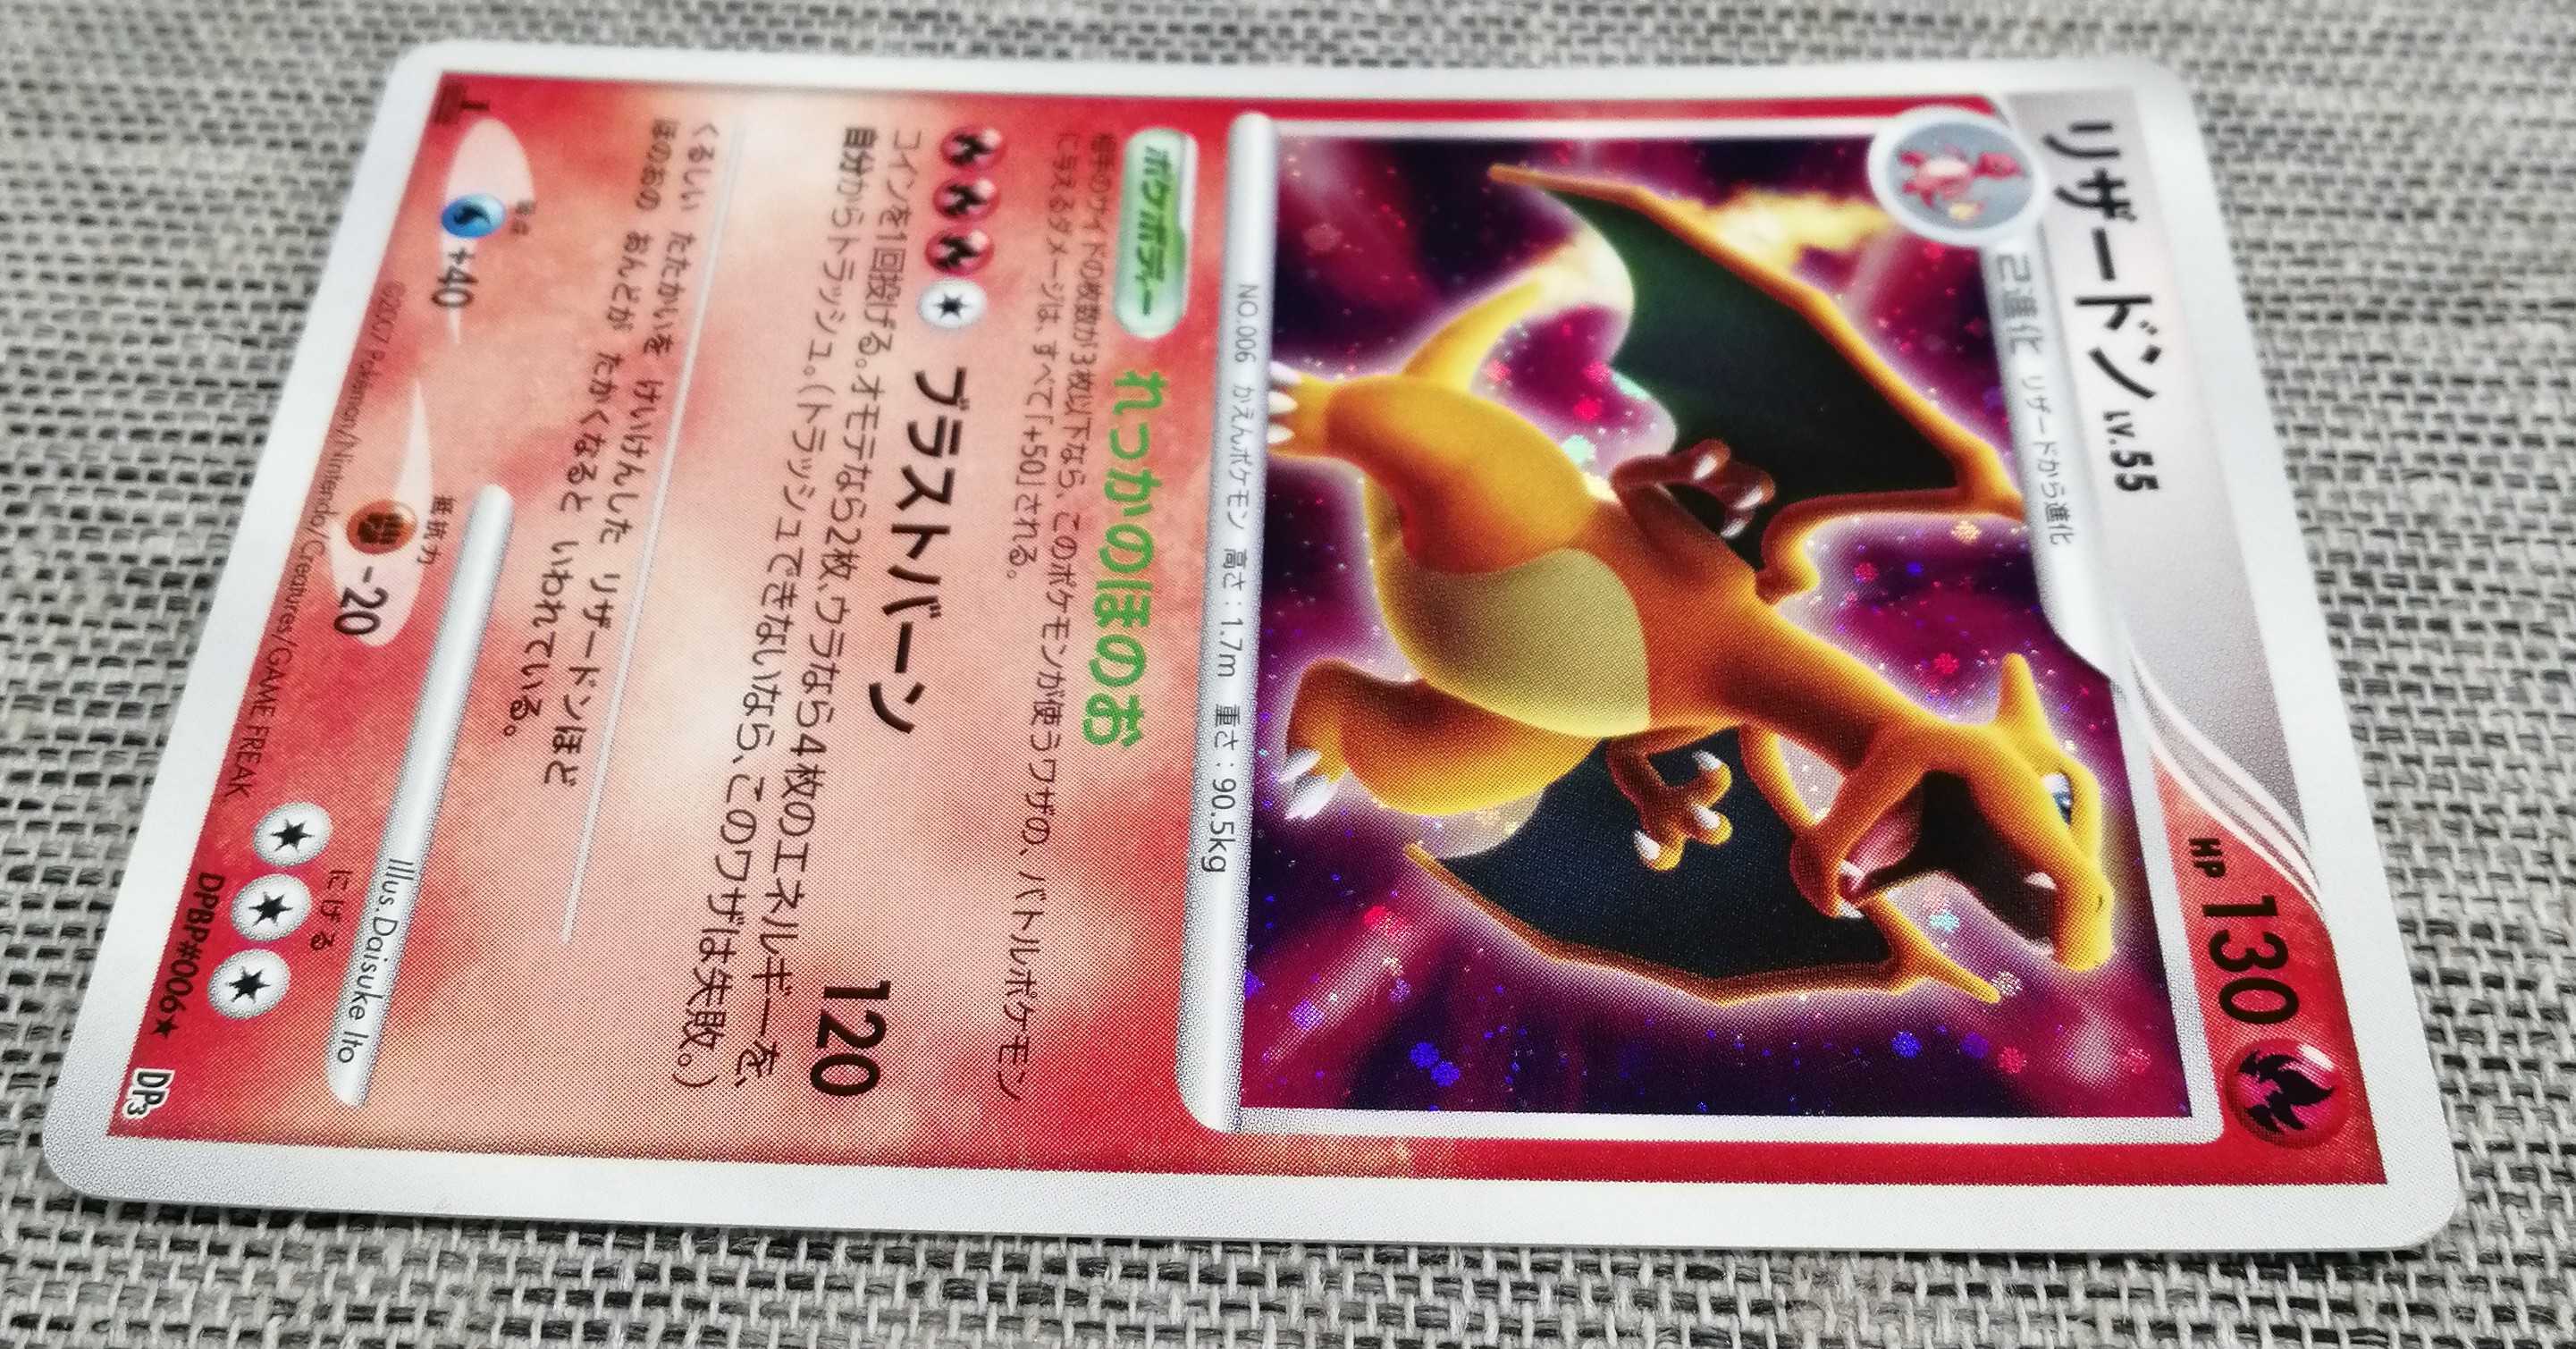 リザードン LV.55
HP 130
2進化 リザードから進化
NO.006 かえんポケモン 高さ:1.7m 重さ:90.5kg
ポケボディー れっかのほのお
相手のサイドの枚数が3枚以下なら、このポケモンが使うワザの、バトルポケモン
に与えるダメージは、すべて「+50」される。
ブラストバーン 120
コインを1回投げる。オモテなら2枚、ウラなら4枚のエネルギーを、
自分からトラッシュ。(トラッシュできないなら、このワザは失敗。)
くるしい たたかいを けいけんした リザードンほど
ほのおの おんどが たかくなると いわれている。
弱点 +40
抵抗力 -20
にげる
Illus.Daisuke Ito
©2007 Pokémon/Nintendo/Creatures/GAME FREAK
DPBP#006★ DP3